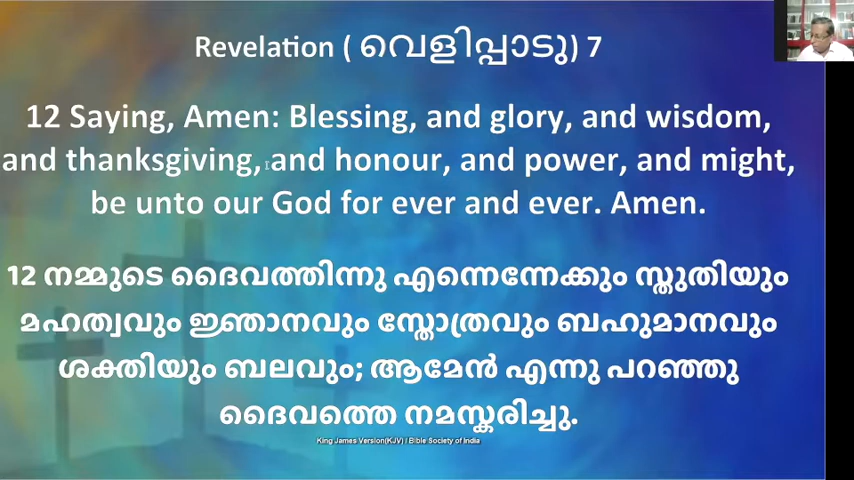 Revelation ( വെളിപ്പാടു) 7
12 Saying, Amen: Blessing, and glory, and wisdom,
and thanksgiving, and honour, and power, and might,
be unto our God for ever and ever. Amen.
12 നമ്മുടെ ദൈവത്തിന്നു എന്നെന്നേക്കും സ്തുതിയും
മഹത്വവും ജ്ഞാനവും സ്തോത്രവും ബഹുമാനവും
ശക്തിയും ബലവും; ആമേൻ എന്നു പറഞ്ഞു
ദൈവത്തെ നമസ്കരിച്ചു.
King James Version(KJV) / Bible Society of India